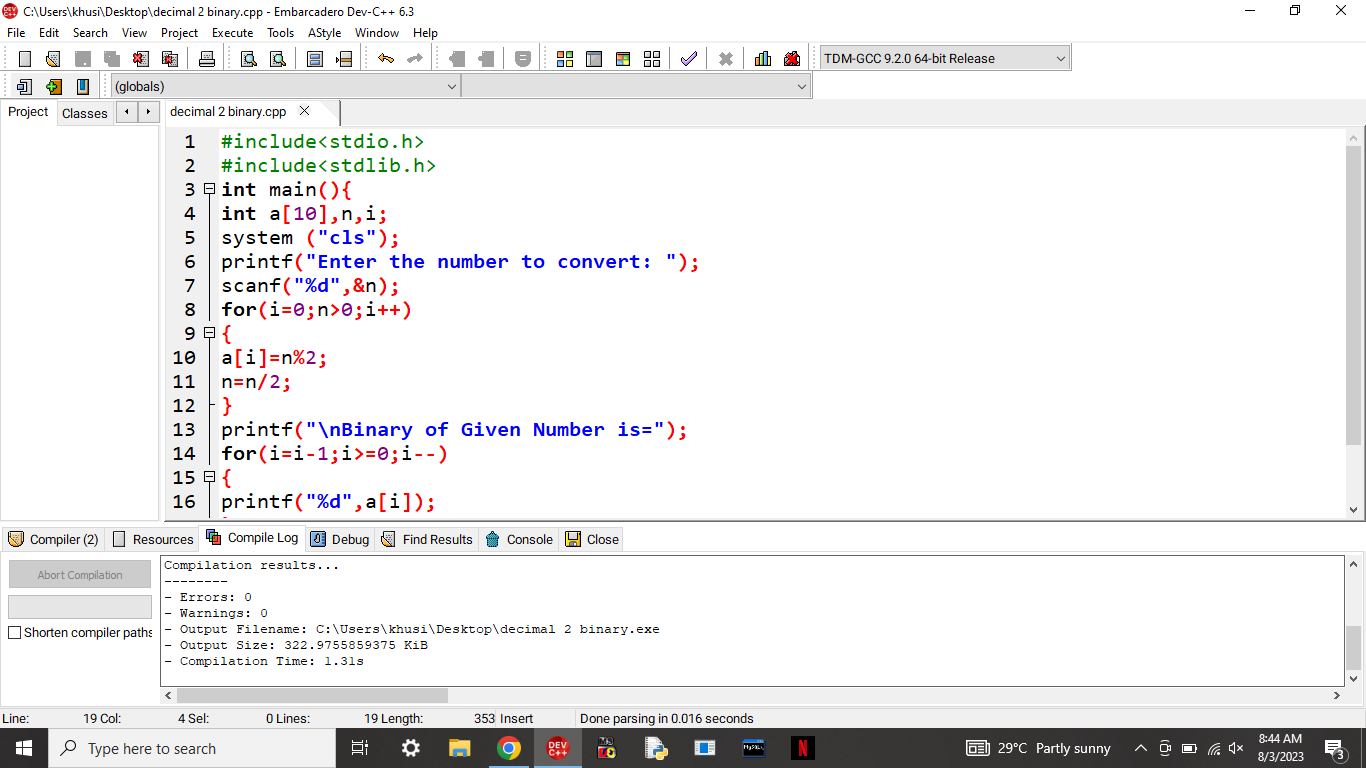 C:\Users\khusi\Desktop\decimal 2 binary.cpp - Embarcadero Dev-C++ 6.3
File Edit Search View Project Execute Tools AStyle Window Help
TDM-GCC 9.2.0 64-bit Release
(globals)
Project Classes decimal 2 binary.cpp
1 #include<stdio.h>
2 #include<stdlib.h>
3 int main(){
4 int a[10],n,i;
5 system ("cls");
6 printf("Enter the number to convert: ");
7 scanf("%d",&n);
8 for(i=0;n>0;i++)
9 {
10 a[i]=n%2;
11 n=n/2;
12 }
13 printf("\nBinary of Given Number is=");
14 for(i=i-1;i>=0;i--)
15 {
16 printf("%d",a[i]);
Compiler (2) Resources Compile Log Debug Find Results Console Close
Abort Compilation
Shorten compiler paths
Compilation results...
--------
- Errors: 0
- Warnings: 0
- Output Filename: C:\Users\khusi\Desktop\decimal 2 binary.exe
- Output Size: 322.9755859375 KiB
- Compilation Time: 1.31s
Line: 19 Col: 4 Sel: 0 Lines: 19 Length: 353 Insert Done parsing in 0.016 seconds
Type here to search
DEV C++
MySQL
N
29°C Partly sunny
8:44 AM
8/3/2023
3